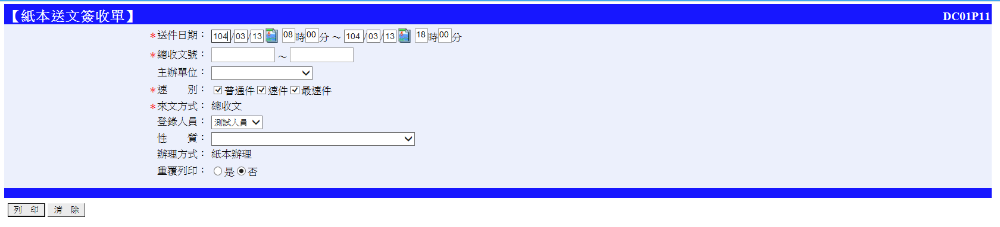 【紙本送文簽收單】 DC01P11
*送件日期： 104/03/13 08時00分 ～ 104/03/13 18時00分
*總收文號： ～
主辦單位：
*速　　別： 普通件 速件 最速件
*來文方式： 總收文
登錄人員： 測試人員
性　　質：
辦理方式： 紙本辦理
重覆列印： 是 否
列　印 清　除